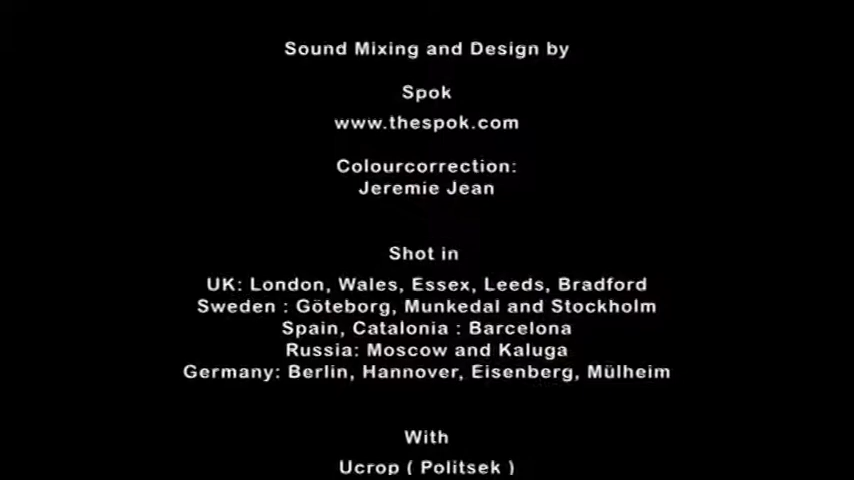 Sound Mixing and Design by
Spok
www.thespok.com
Colourcorrection:
Jeremie Jean
Shot in
UK: London, Wales, Essex, Leeds, Bradford
Sweden : Göteborg, Munkedal and Stockholm
Spain, Catalonia : Barcelona
Russia: Moscow and Kaluga
Germany: Berlin, Hannover, Eisenberg, Mülheim
With
Ucrop ( Politsek )